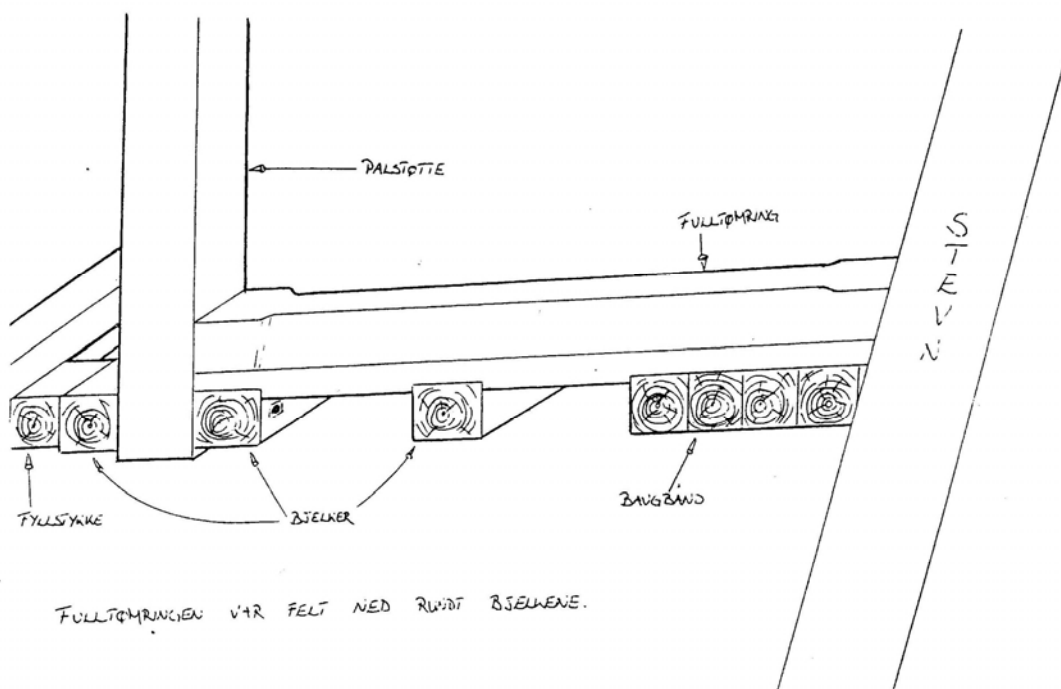 PALSTØTTE
FULLTØMRING
STEVN
FYLLSTYKKE
BJELKER
BAUGBÅND
FULLTØMRINGEN VAR FELT NED RUNDT BJELKENE.